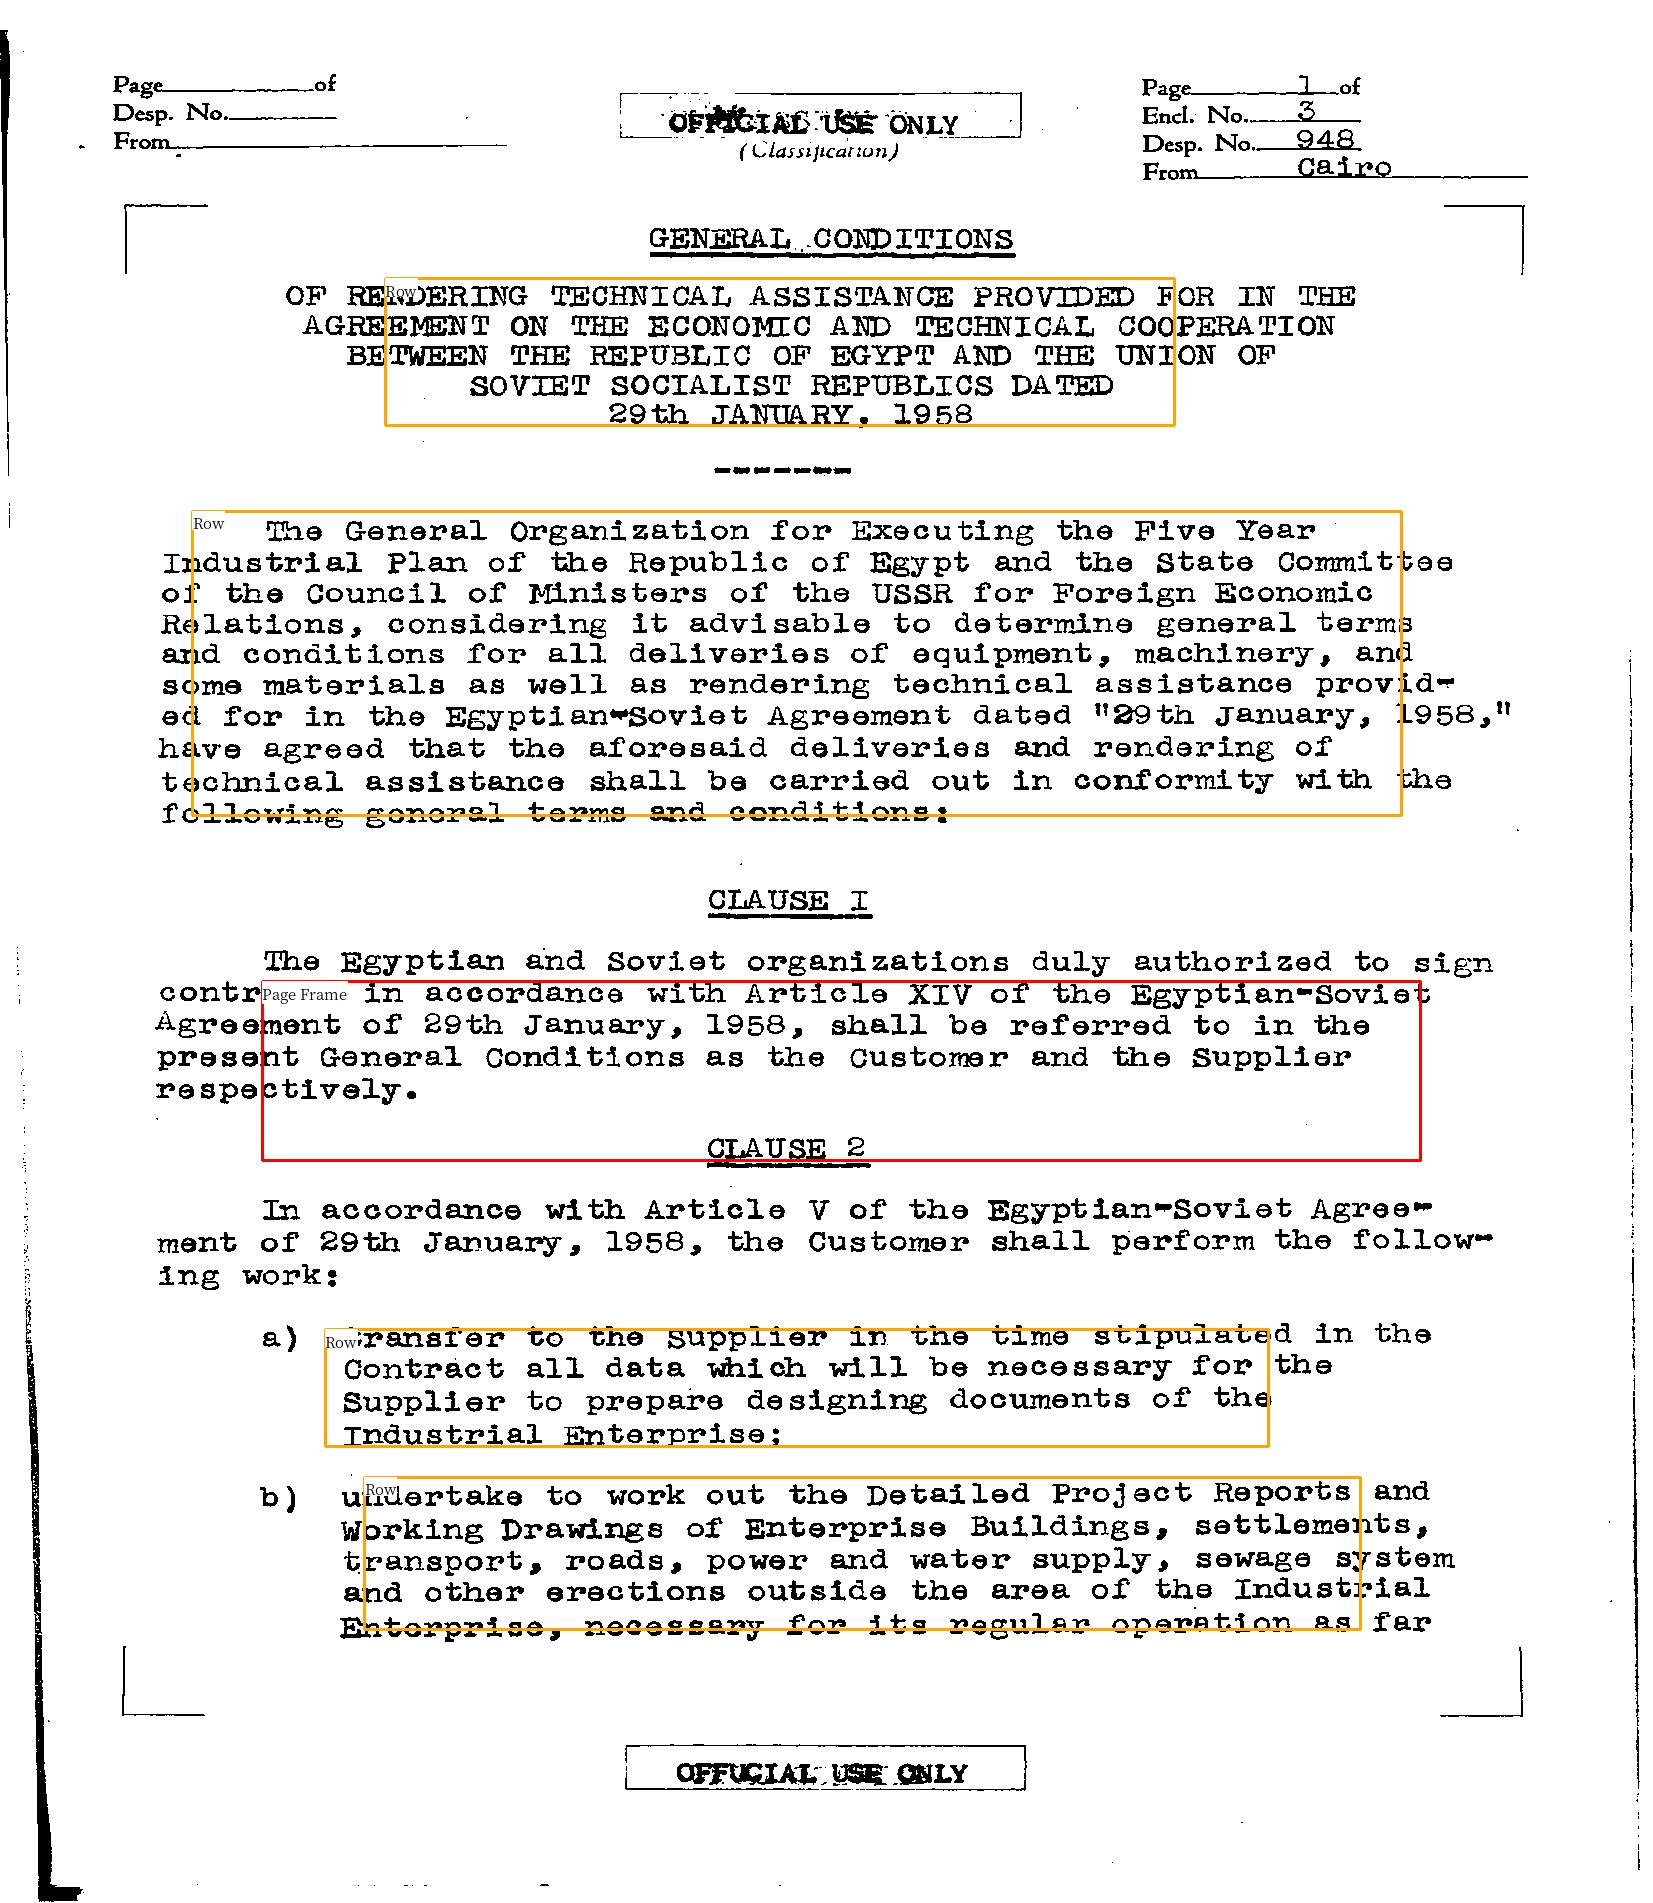 Page of
Desp. No.
From
OFFICIAL USE ONLY
(Classification)
Page 1 of
Encl. No. 3
Desp. No. 948
From Cairo
GENERAL CONDITIONS
OF RENDERING TECHNICAL ASSISTANCE PROVIDED FOR IN THE
AGREEMENT ON THE ECONOMIC AND TECHNICAL COOPERATION
BETWEEN THE REPUBLIC OF EGYPT AND THE UNION OF
SOVIET SOCIALIST REPUBLICS DATED
29th JANUARY, 1958
-------
The General Organization for Executing the Five Year
Industrial Plan of the Republic of Egypt and the State Committee
of the Council of Ministers of the USSR for Foreign Economic
Relations, considering it advisable to determine general terms
and conditions for all deliveries of equipment, machinery, and
some materials as well as rendering technical assistance provid-
ed for in the Egyptian-Soviet Agreement dated "29th January, 1958,"
have agreed that the aforesaid deliveries and rendering of
technical assistance shall be carried out in conformity with the
following general terms and conditions:
CLAUSE I
The Egyptian and Soviet organizations duly authorized to sign
in accordance with Article XIV of the Egyptian-Soviet
Agreement of 29th January, 1958, shall be referred to in the
present General Conditions as the Customer and the Supplier
respectively.
CLAUSE 2
In accordance with Article V of the Egyptian-Soviet Agree-
ment of 29th January, 1958, the Customer shall perform the follow-
ing work:
a) transfer to the Supplier in the time stipulated in the
Contract all data which will be necessary for the
Supplier to prepare designing documents of the
Industrial Enterprise;
b) undertake to work out the Detailed Project Reports and
Working Drawings of Enterprise Buildings, settlements,
transport, roads, power and water supply, sewage system
and other erections outside the area of the Industrial
Enterprise, necessary for its regular operation as far
OFFUCIAL USE ONLY
Row
Row
Page Frame
Row
Row